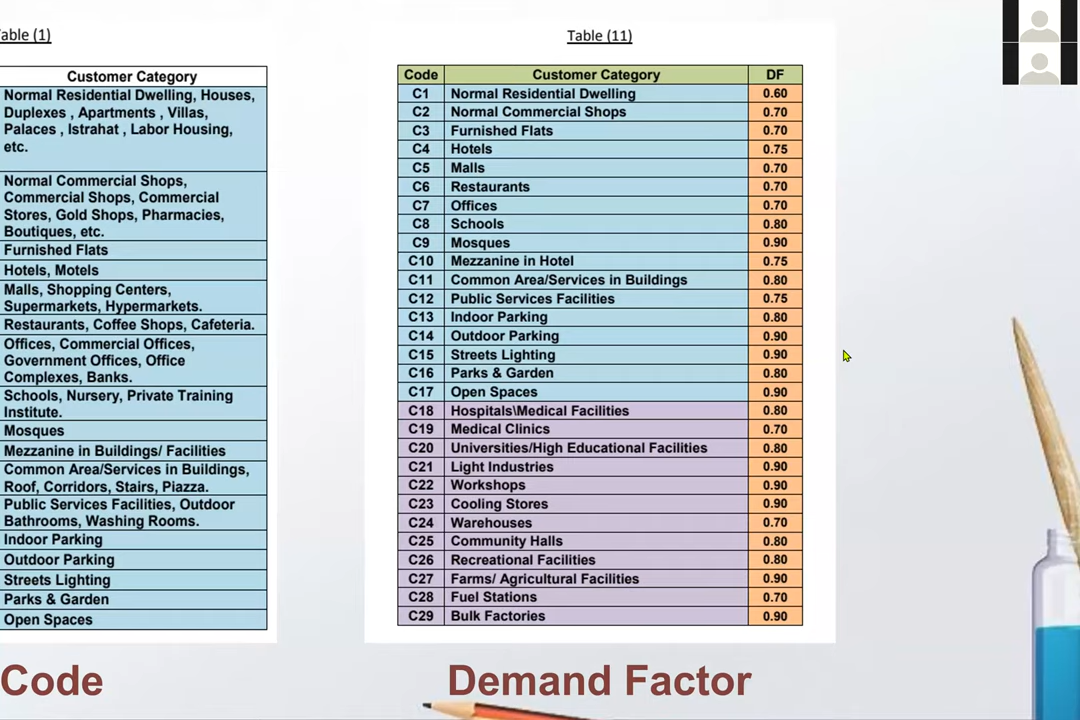 able (1)
Customer Category
Normal Residential Dwelling, Houses,
Duplexes , Apartments , Villas,
Palaces , Istrahat , Labor Housing,
etc.
Normal Commercial Shops,
Commercial Shops, Commercial
Stores, Gold Shops, Pharmacies,
Boutiques, etc.
Furnished Flats
Hotels, Motels
Malls, Shopping Centers,
Supermarkets, Hypermarkets.
Restaurants, Coffee Shops, Cafeteria.
Offices, Commercial Offices,
Government Offices, Office
Complexes, Banks.
Schools, Nursery, Private Training
Institute.
Mosques
Mezzanine in Buildings/ Facilities
Common Area/Services in Buildings,
Roof, Corridors, Stairs, Piazza.
Public Services Facilities, Outdoor
Bathrooms, Washing Rooms.
Indoor Parking
Outdoor Parking
Streets Lighting
Parks & Garden
Open Spaces
Code
Table (11)
Code Customer Category DF
C1 Normal Residential Dwelling 0.60
C2 Normal Commercial Shops 0.70
C3 Furnished Flats 0.70
C4 Hotels 0.75
C5 Malls 0.70
C6 Restaurants 0.70
C7 Offices 0.70
C8 Schools 0.80
C9 Mosques 0.90
C10 Mezzanine in Hotel 0.75
C11 Common Area/Services in Buildings 0.80
C12 Public Services Facilities 0.75
C13 Indoor Parking 0.80
C14 Outdoor Parking 0.90
C15 Streets Lighting 0.90
C16 Parks & Garden 0.80
C17 Open Spaces 0.90
C18 Hospitals\Medical Facilities 0.80
C19 Medical Clinics 0.70
C20 Universities/High Educational Facilities 0.80
C21 Light Industries 0.90
C22 Workshops 0.90
C23 Cooling Stores 0.90
C24 Warehouses 0.70
C25 Community Halls 0.80
C26 Recreational Facilities 0.80
C27 Farms/ Agricultural Facilities 0.90
C28 Fuel Stations 0.70
C29 Bulk Factories 0.90
Demand Factor